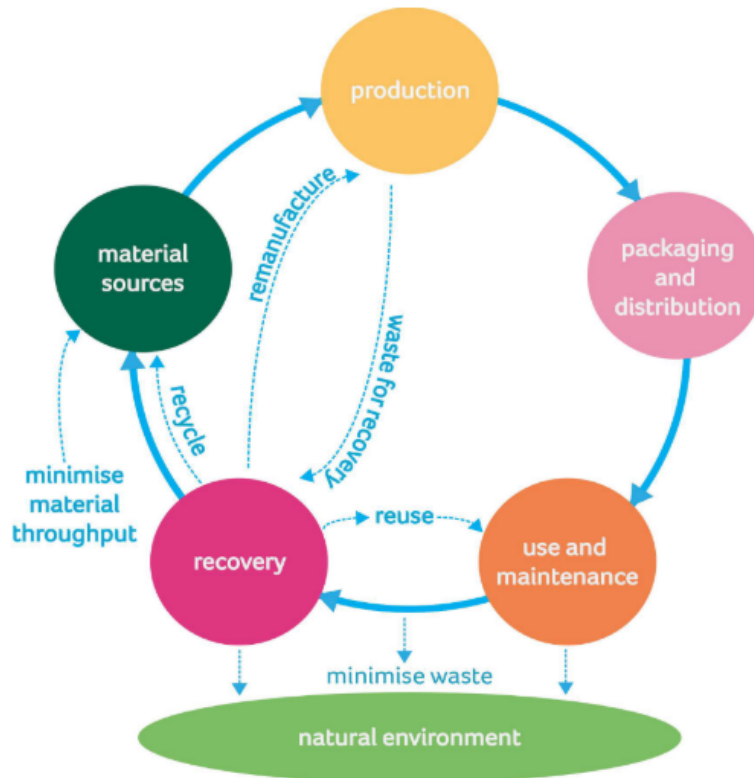 production
material
sources
packaging
and
distribution
remanufacture
waste for recovery
recycle
minimise
material
throughput
reuse
recovery
use and
maintenance
minimise waste
natural environment